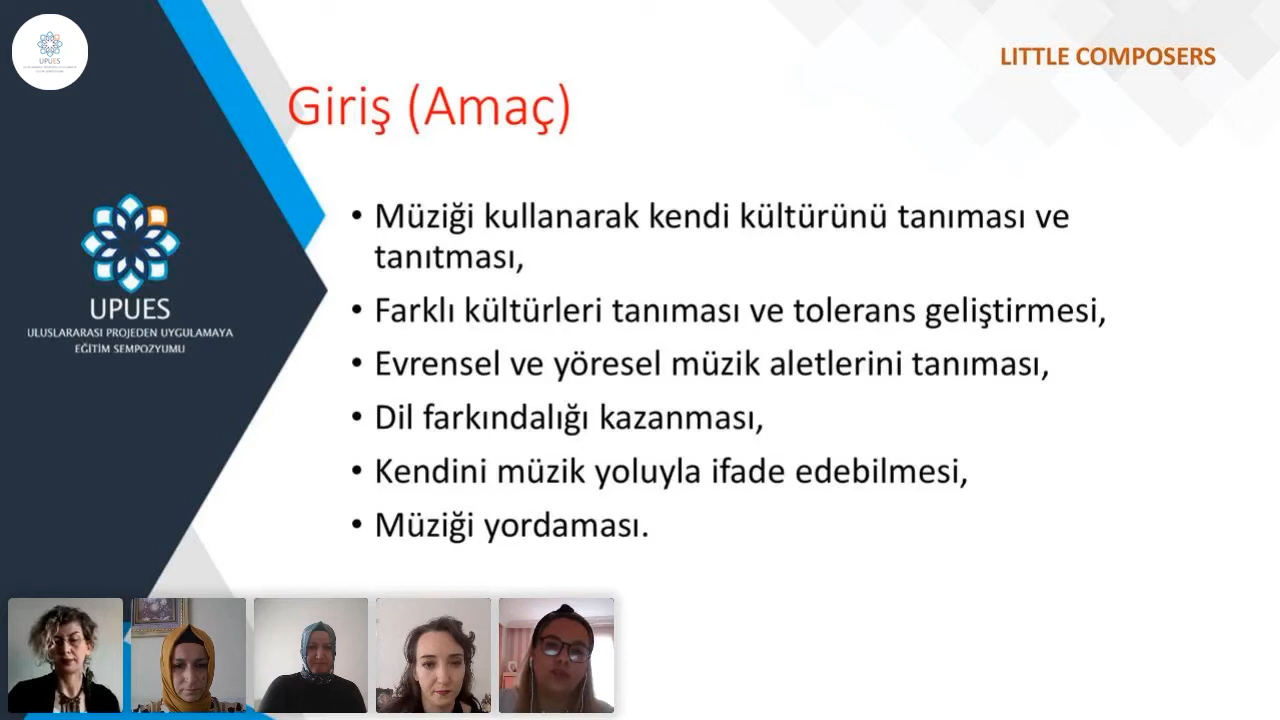 UPUES
LITTLE COMPOSERS
Giriş (Amaç)
• Müziği kullanarak kendi kültürünü tanıması ve
tanıtması,
• Farklı kültürleri tanıması ve tolerans geliştirmesi,
• Evrensel ve yöresel müzik aletlerini tanıması,
• Dil farkındalığı kazanması,
• Kendini müzik yoluyla ifade edebilmesi,
• Müziği yordaması.
UPUES
ULUSLARARASI PROJEDEN UYGULAMAYA
EĞİTİM SEMPOZYUMU